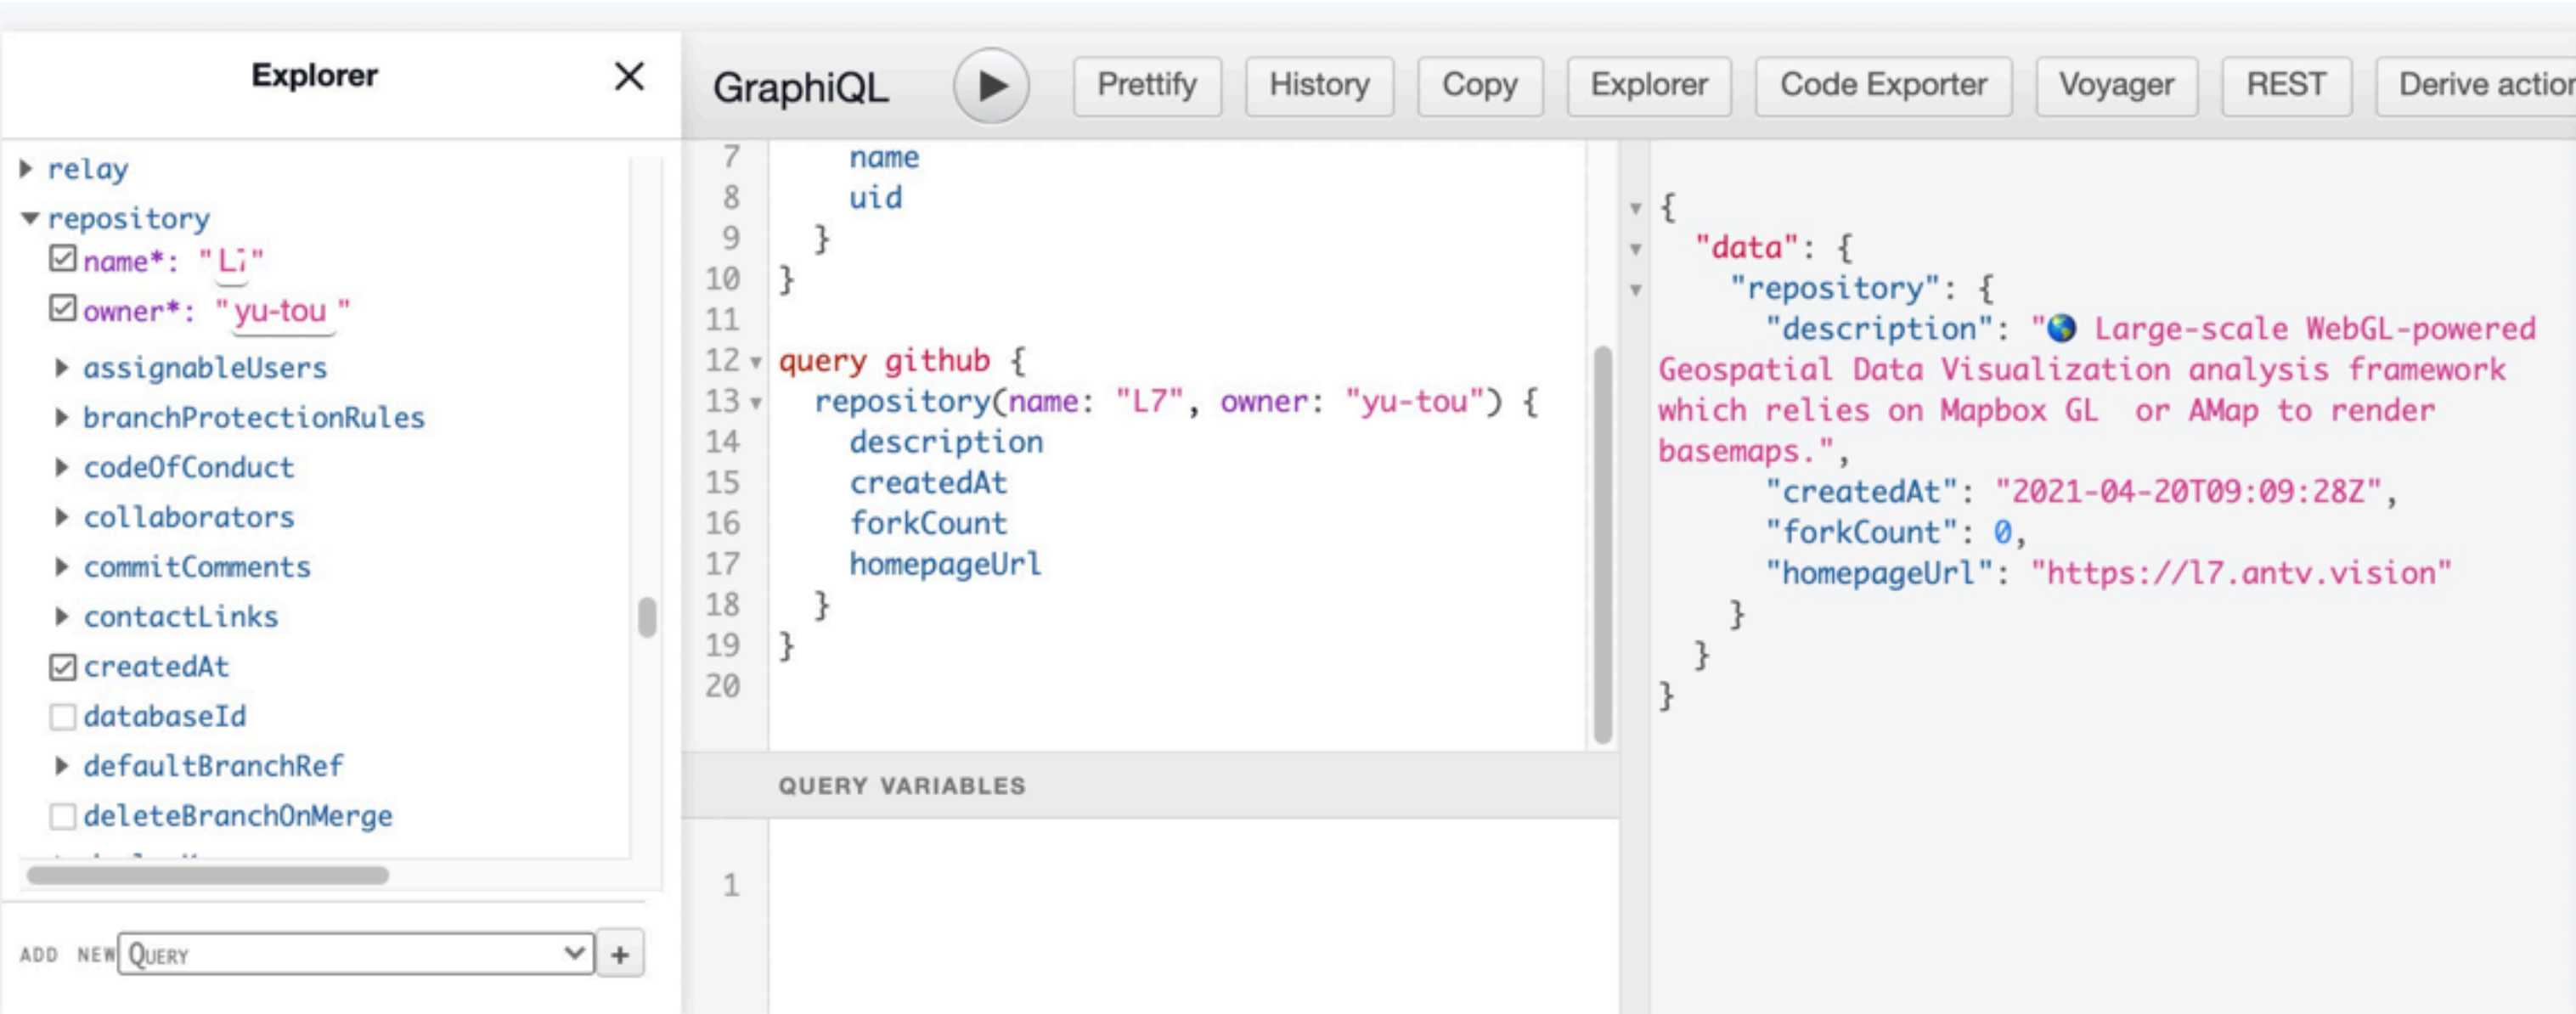 Explorer
relay
repository
name*: "L7"
owner*: "yu-tou "
assignableUsers
branchProtectionRules
codeOfConduct
collaborators
commitComments
contactLinks
createdAt
databaseId
defaultBranchRef
deleteBranchOnMerge
ADD NEW QUERY +
GraphiQL Prettify History Copy Explorer Code Exporter Voyager REST Derive action
7 name
8 uid
9 }
10 }
11
12 query github {
13 repository(name: "L7", owner: "yu-tou") {
14 description
15 createdAt
16 forkCount
17 homepageUrl
18 }
19 }
20
QUERY VARIABLES
1
{
"data": {
"repository": {
"description": "🌎 Large-scale WebGL-powered
Geospatial Data Visualization analysis framework
which relies on Mapbox GL  or AMap to render
basemaps.",
"createdAt": "2021-04-20T09:09:28Z",
"forkCount": 0,
"homepageUrl": "https://l7.antv.vision"
}
}
}